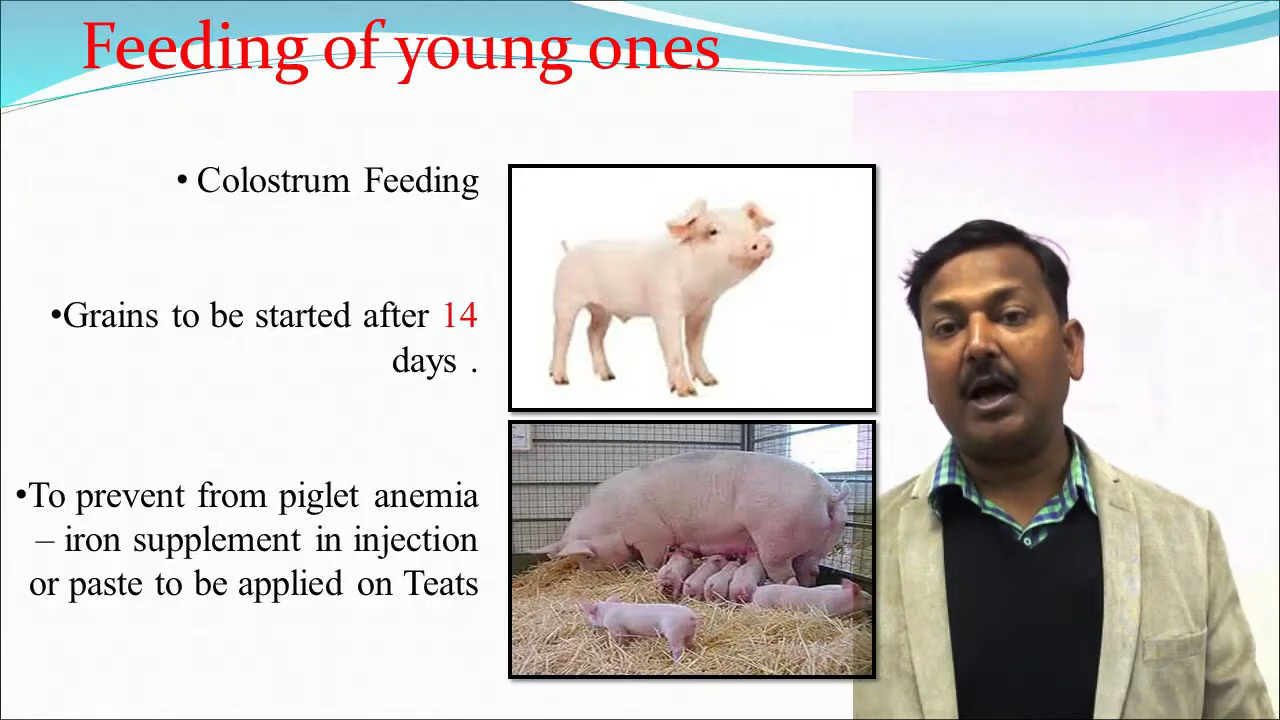 Feeding of young ones
• Colostrum Feeding
•Grains to be started after 14
days .
•To prevent from piglet anemia
– iron supplement in injection
or paste to be applied on Teats